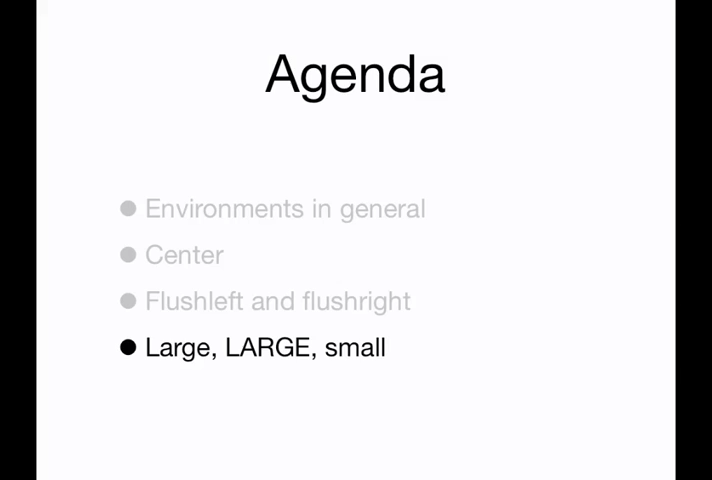 Agenda
● Environments in general
● Center
● Flushleft and flushright
● Large, LARGE, small